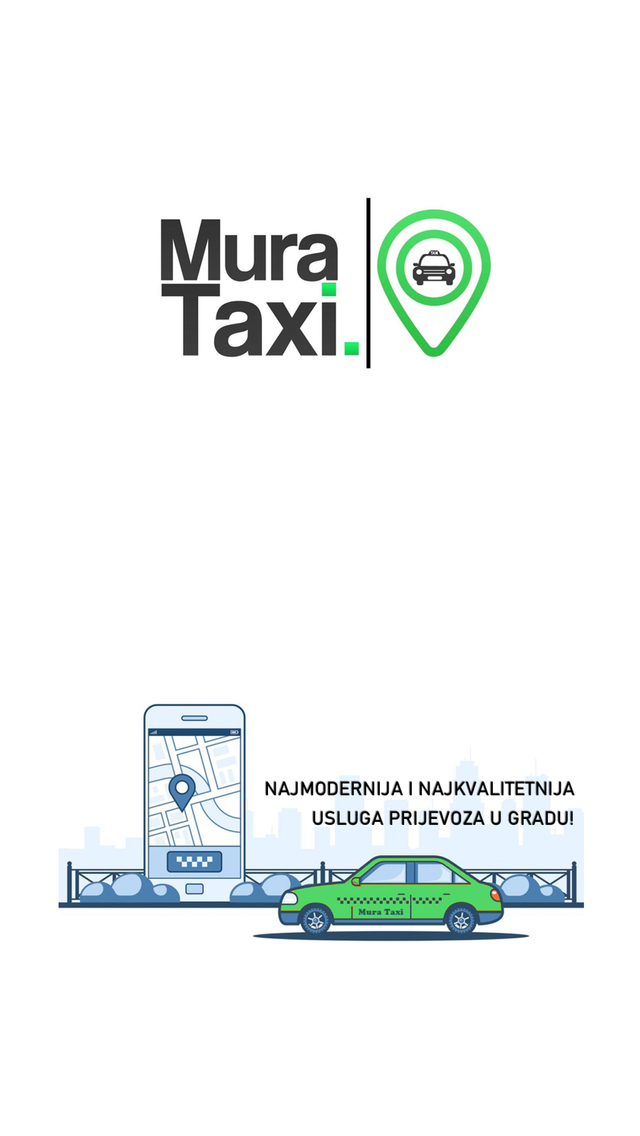 Mura
Taxi.
NAJMODERNIJA I NAJKVALITETNIJA
USLUGA PRIJEVOZA U GRADU!
Mura Taxi